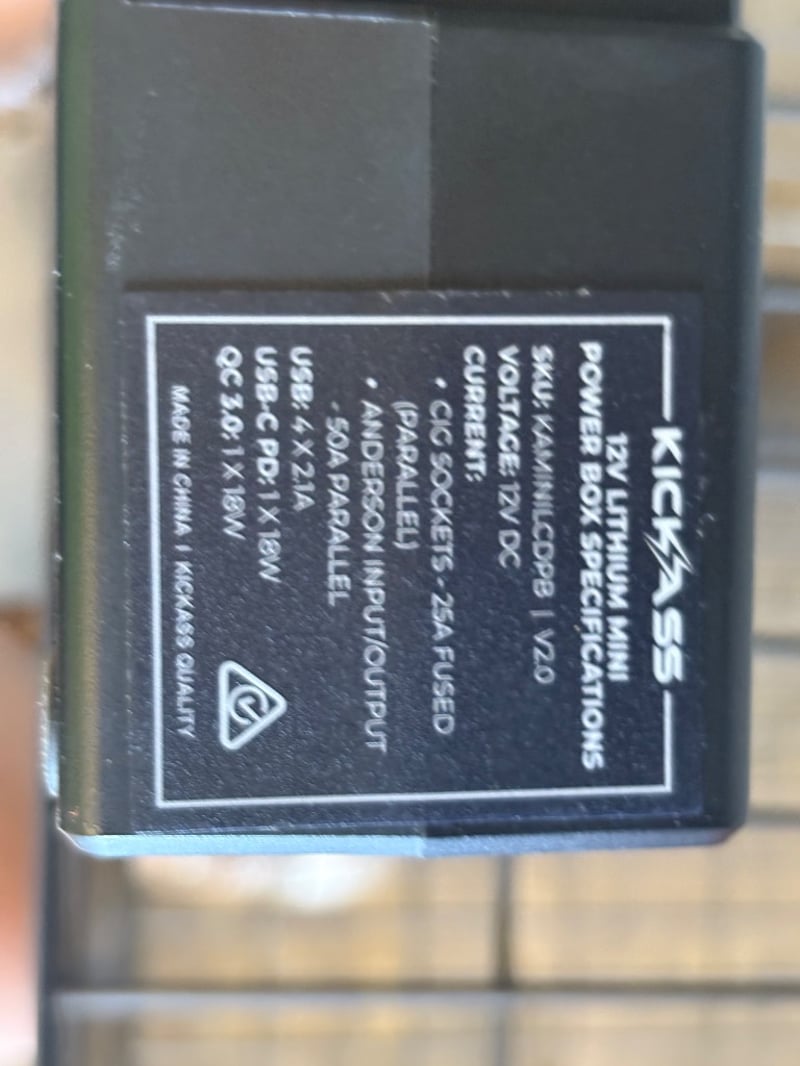 KICKASS
12V LITHIUM MINI
POWER BOX SPECIFICATIONS
SKU: KAMINILCDPB | V2.0
VOLTAGE: 12V DC
CURRENT:
• CIG SOCKETS - 25A FUSED
(PARALLEL)
• ANDERSON INPUT/OUTPUT
- 50A PARALLEL
USB: 4 X 2.1A
USB-C PD: 1 X 18W
QC 3.0: 1 X 18W
MADE IN CHINA | KICKASS QUALITY